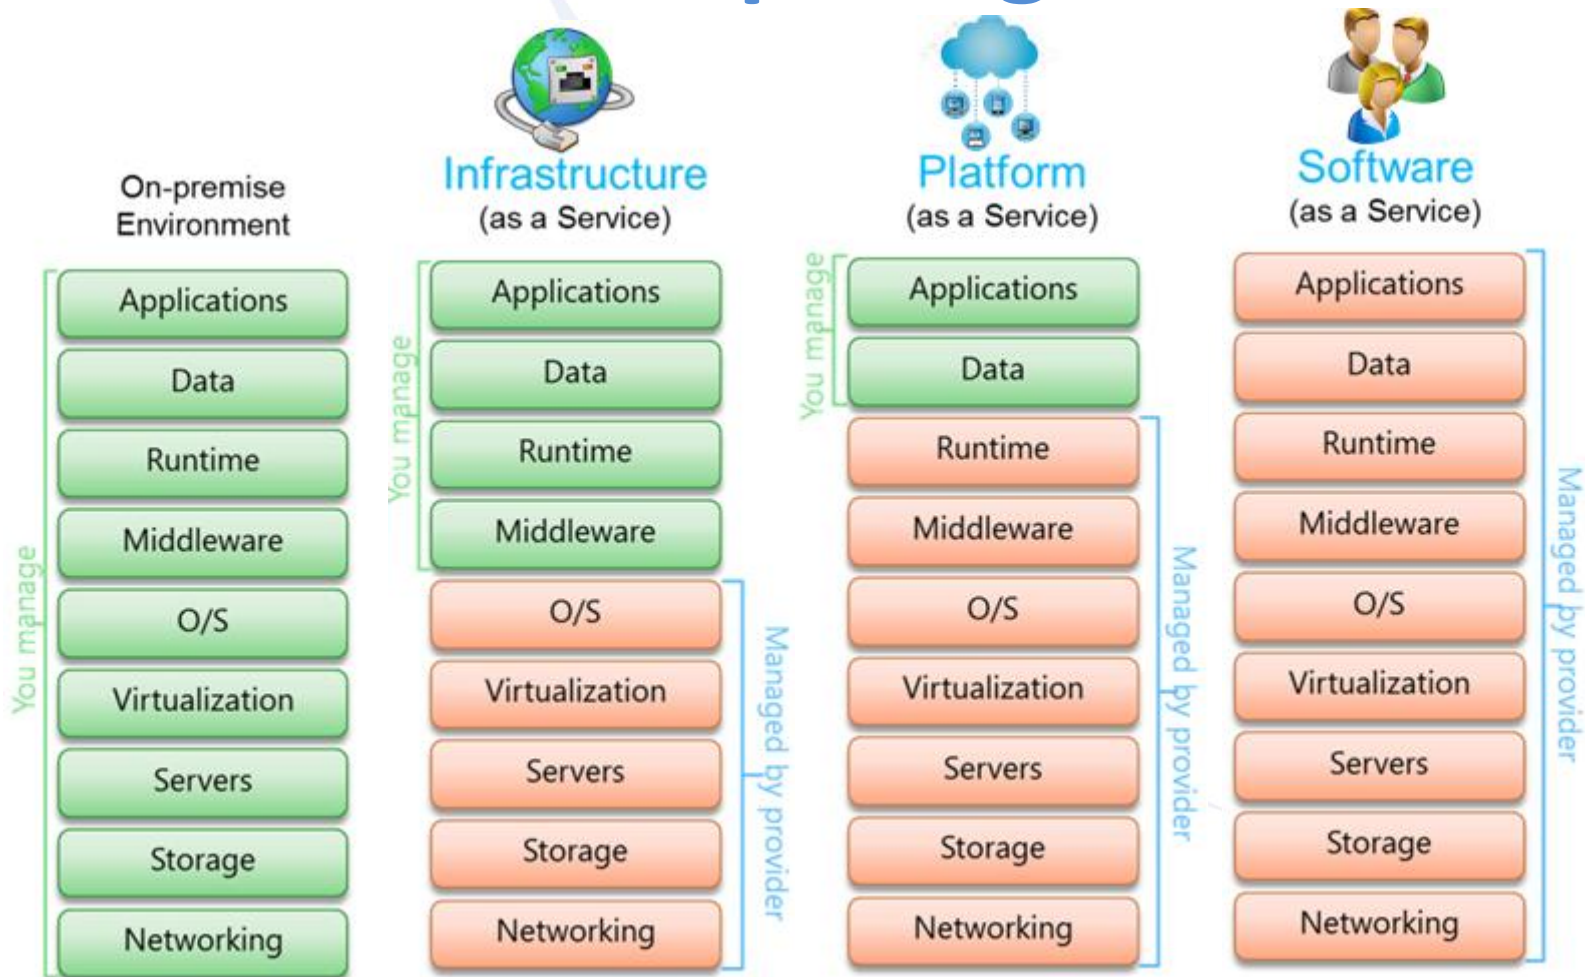 On-premise
Environment
You manage
Applications
Data
Runtime
Middleware
O/S
Virtualization
Servers
Storage
Networking
Infrastructure
(as a Service)
You manage
Applications
Data
Runtime
Middleware
O/S
Virtualization
Servers
Storage
Networking
Managed by provider
Platform
(as a Service)
You manage
Applications
Data
Runtime
Middleware
O/S
Virtualization
Servers
Storage
Networking
Managed by provider
Software
(as a Service)
Applications
Data
Runtime
Middleware
O/S
Virtualization
Servers
Storage
Networking
Managed by provider